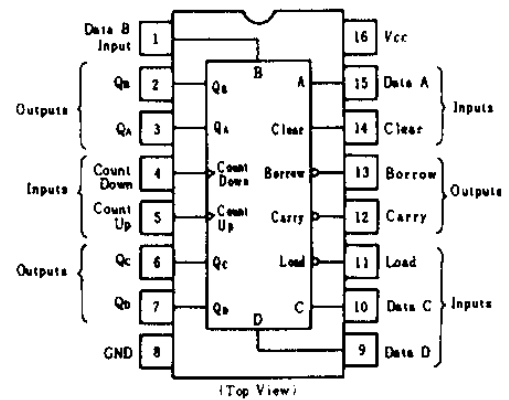 Data B
Input
1
16
Vcc
B
Outputs
QB
2
QB
A
15
Data A
Inputs
QA
3
QA
Clear
14
Clear
Inputs
Count
Down
4
Count
Down
Borrow
13
Borrow
Outputs
Count
Up
5
Count
Up
Carry
12
Carry
Outputs
QC
6
QC
Load
11
Load
Inputs
QD
7
QD
C
10
Data C
D
GND
8
9
Data D
(Top View)